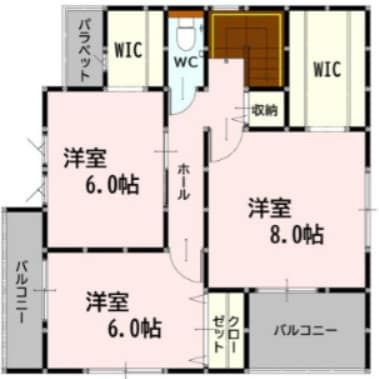 パラペット
WIC
WC
WIC
収納
洋室
6.0帖
ホール
洋室
8.0帖
バルコニー
洋室
6.0帖
クロー
ゼット
バルコニー